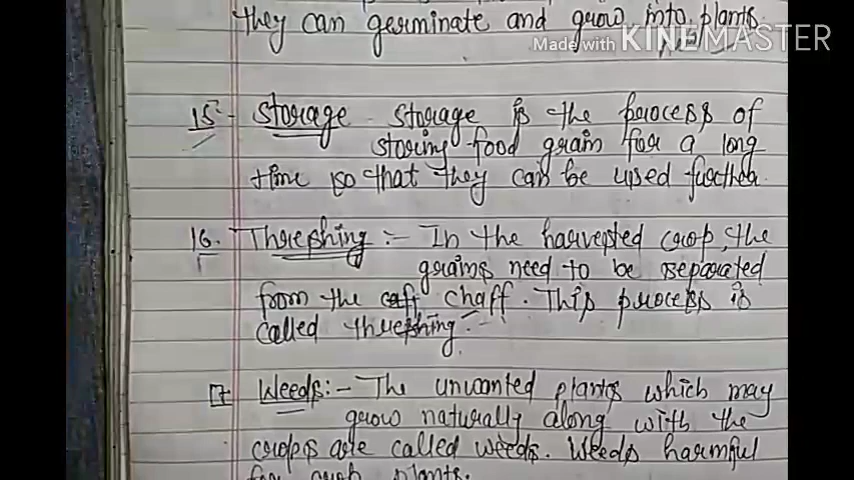 they can germinate and grow into plants
Made with KINEMASTER
15 - Storage - Storage is the process of
storing food grain for a long
time so that they can be used further.
16. Threshing :- In the harvested crop, the
grains need to be separated
from the caff chaff. This process is
called threshing.
17 Weeds :- The unwanted plants which may
grow naturally along with the
crops are called weeds. Weeds harmful
for crop plants.